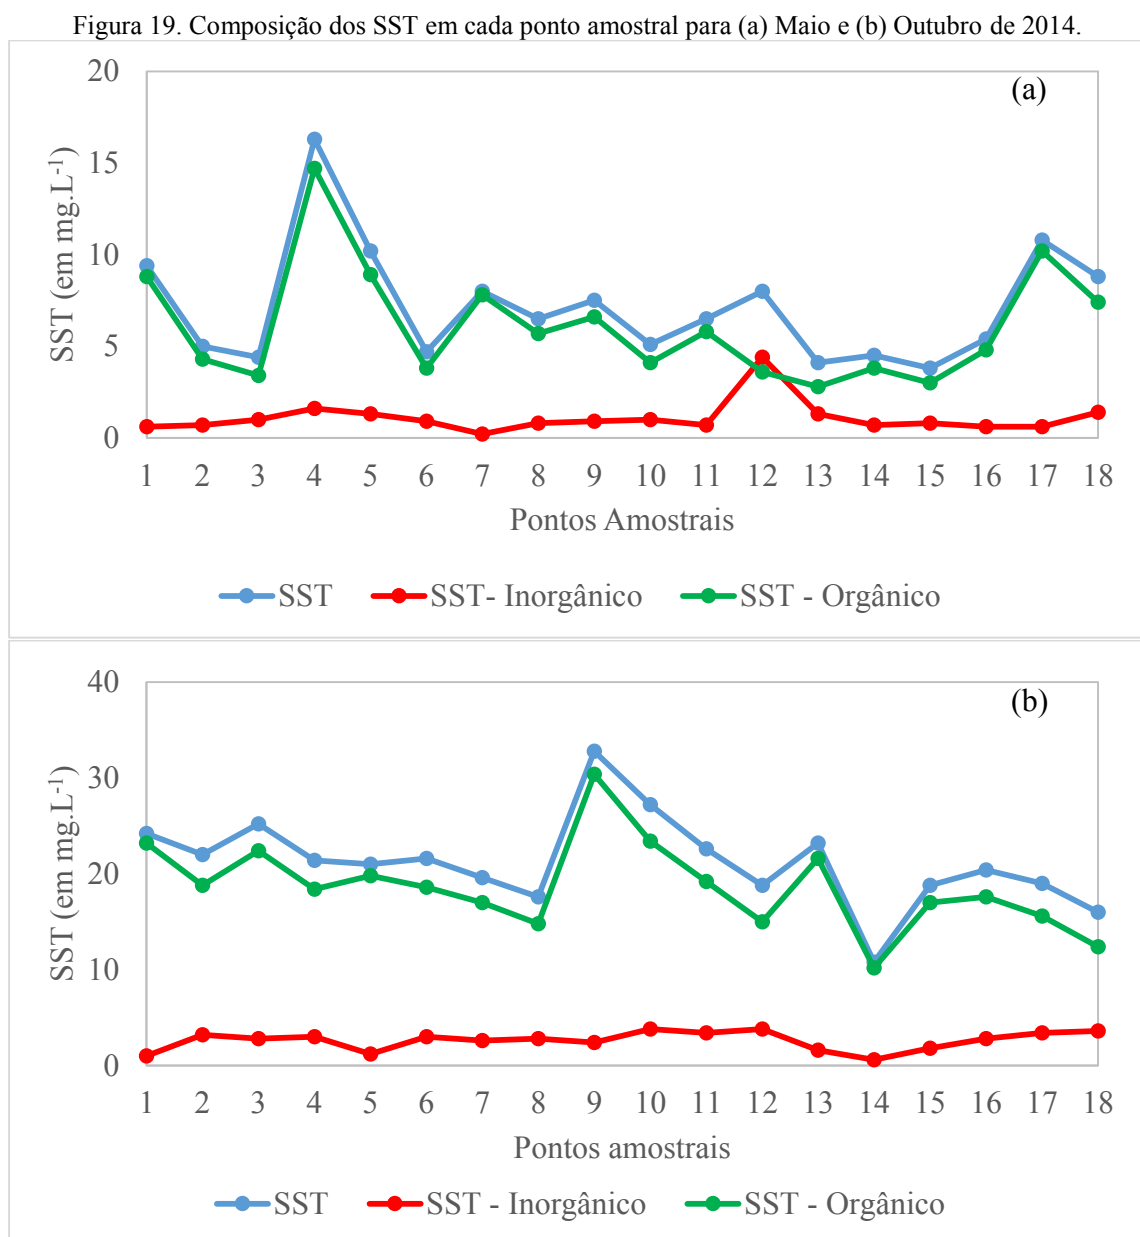 Figura 19. Composição dos SST em cada ponto amostral para (a) Maio e (b) Outubro de 2014.
(a)
20
15
10
5
0
SST (em mg.L⁻¹)
1 2 3 4 5 6 7 8 9 10 11 12 13 14 15 16 17 18
Pontos Amostrais
SST SST- Inorgânico SST - Orgânico
(b)
40
30
20
10
0
SST (em mg.L⁻¹)
1 2 3 4 5 6 7 8 9 10 11 12 13 14 15 16 17 18
Pontos amostrais
SST SST - Inorgânico SST - Orgânico